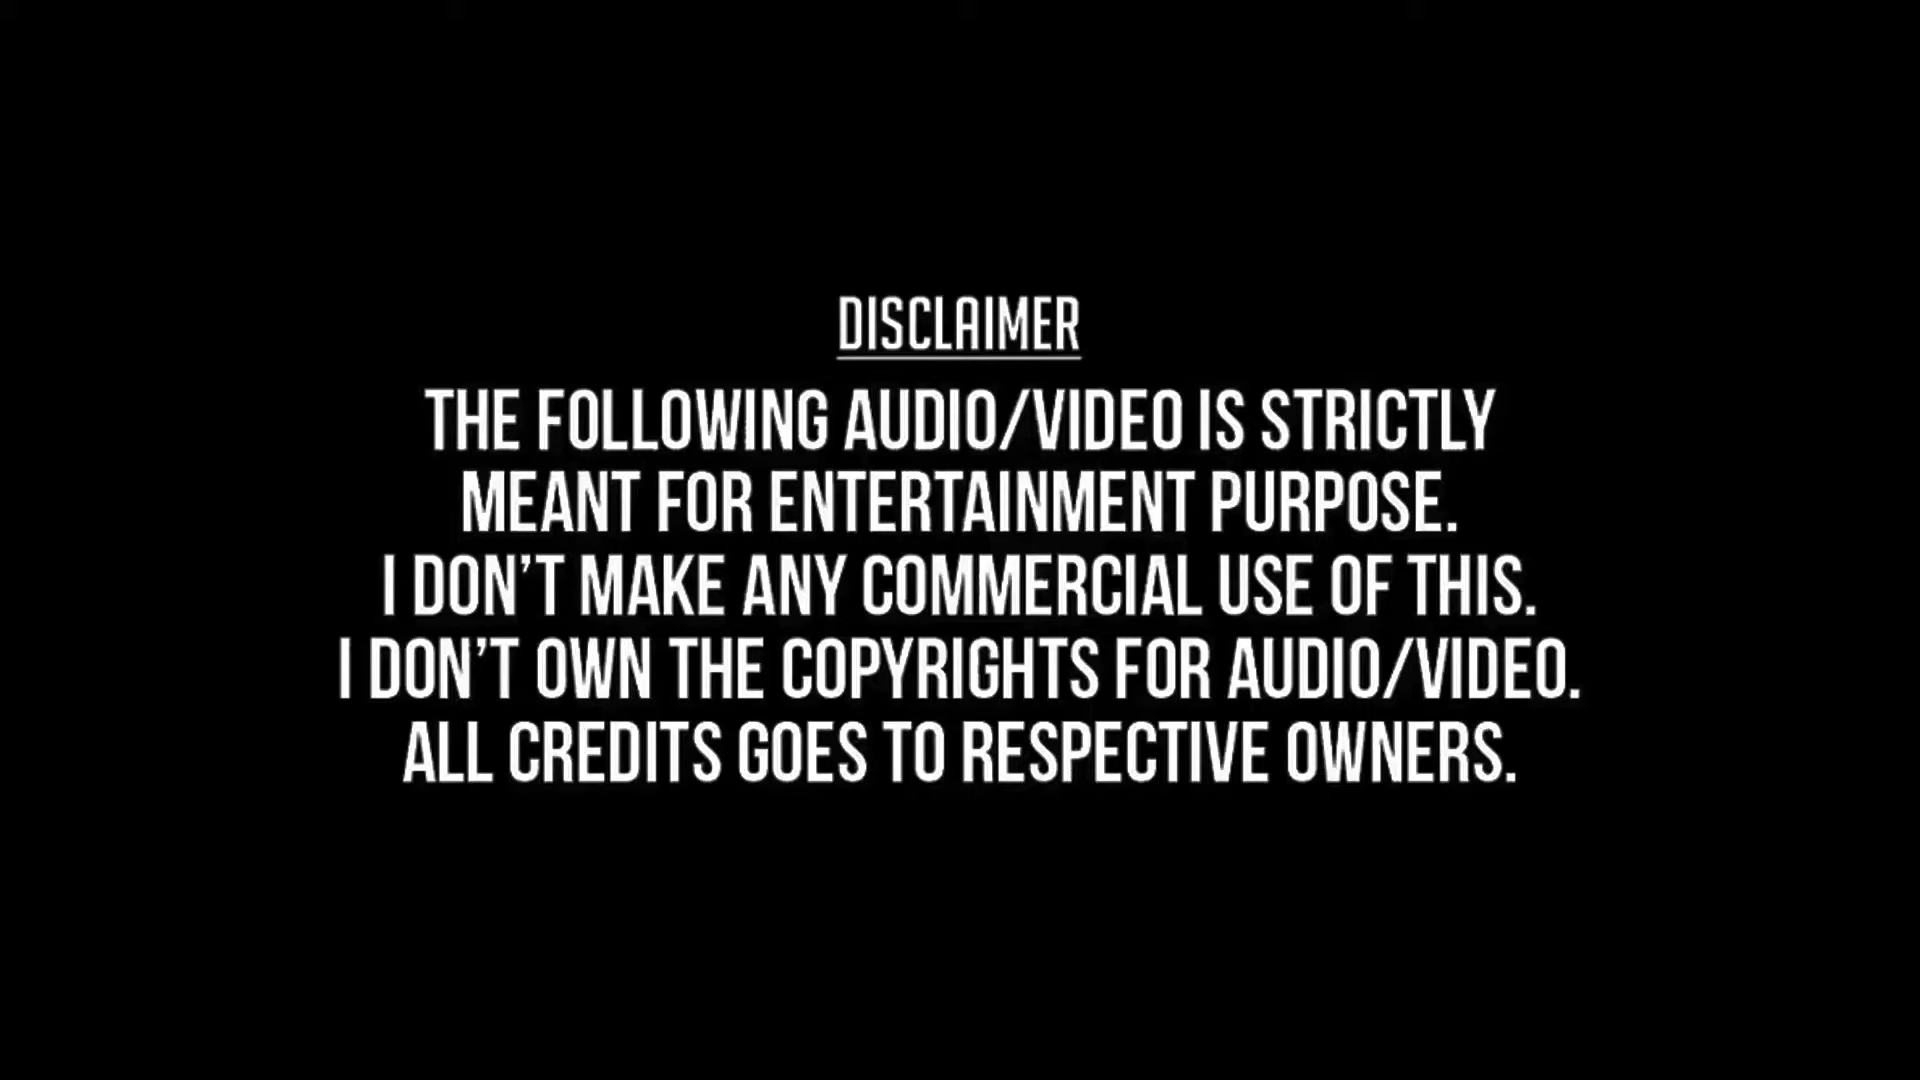 DISCLAIMER
THE FOLLOWING AUDIO/VIDEO IS STRICTLY
MEANT FOR ENTERTAINMENT PURPOSE.
I DON’T MAKE ANY COMMERCIAL USE OF THIS.
I DON’T OWN THE COPYRIGHTS FOR AUDIO/VIDEO.
ALL CREDITS GOES TO RESPECTIVE OWNERS.